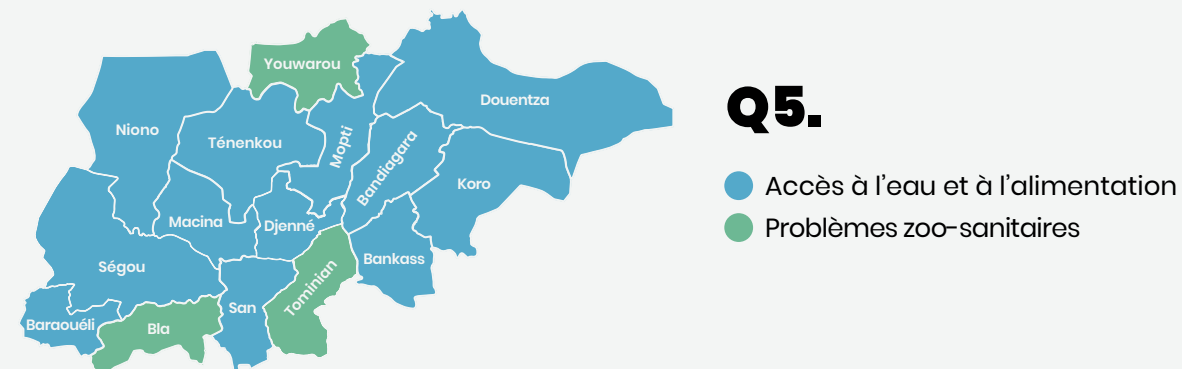 Youwarou
Douentza
Niono
Ténenkou
Mopti
Bandiagara
Koro
Macina
Djenné
Bankass
Ségou
Tominian
San
Baraouéli
Bla
Q5.
Accès à l'eau et à l'alimentation
Problèmes zoo-sanitaires